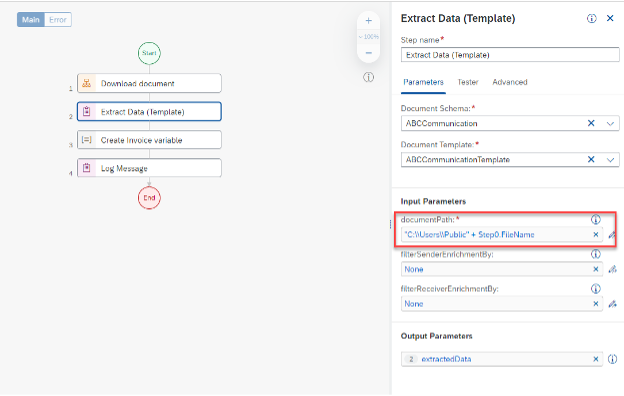 Main Error
Start
1 Download document
2 Extract Data (Template)
3 Create Invoice variable
4 Log Message
End
100%
Extract Data (Template)
Step name*
Extract Data (Template)
Parameters Tester Advanced
Document Schema:*
ABCCommunication
Document Template:*
ABCCommunicationTemplate
Input Parameters
documentPath:*
"C:\\Users\\Public" + Step0.FileName
filterSenderEnrichmentBy:
None
filterReceiverEnrichmentBy:
None
Output Parameters
2 extractedData